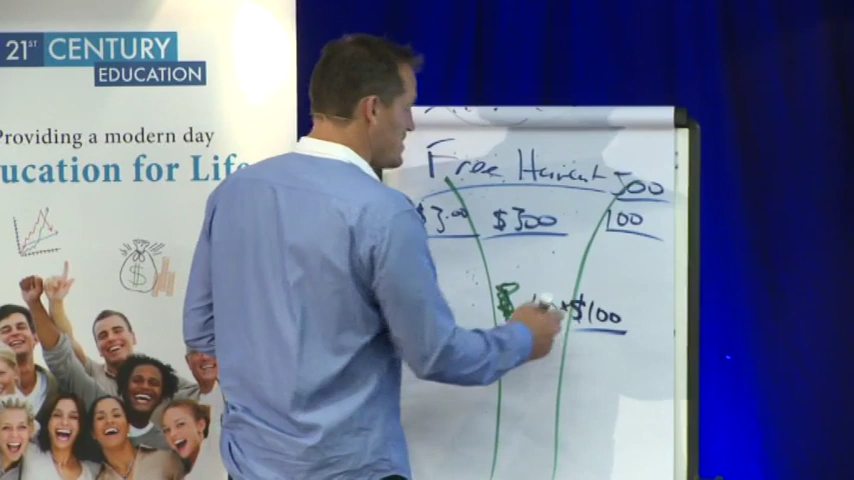 21ST CENTURY
EDUCATION
Providing a modern day
ucation for Life
$
Free Haircut 500
$3.00 $300 100
$100